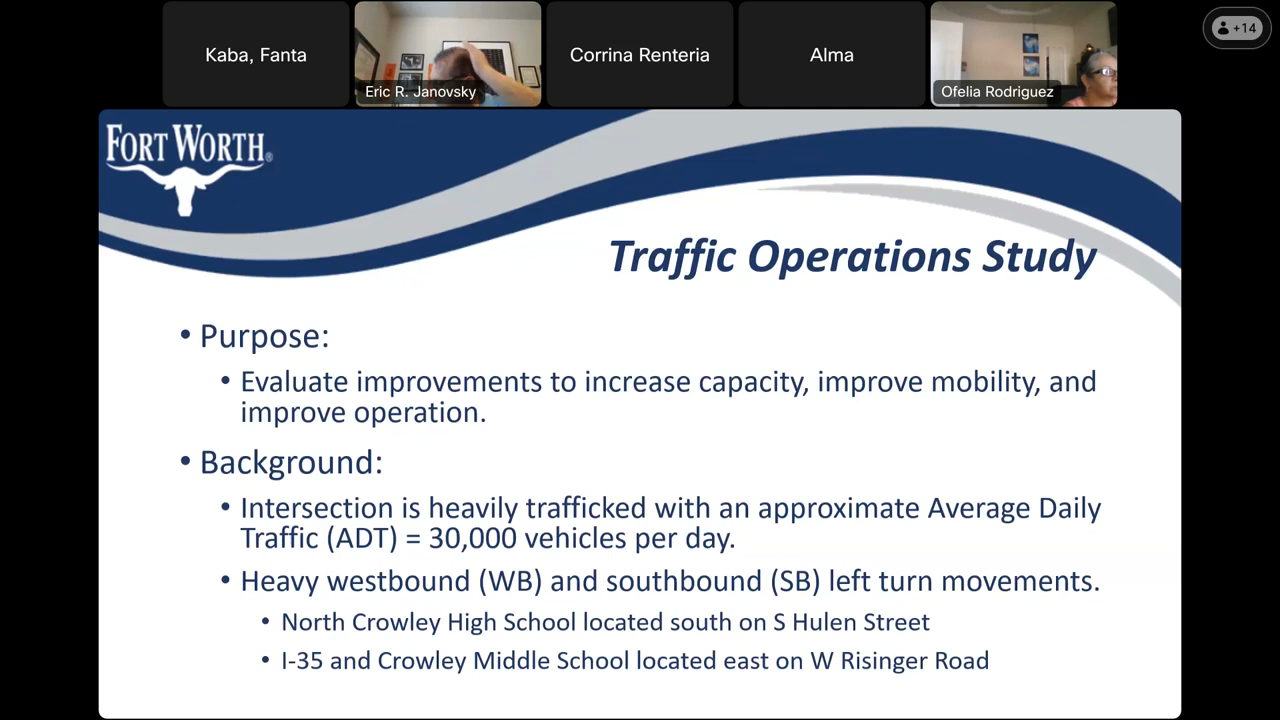 Kaba, Fanta
Eric R. Janovsky
Corrina Renteria
Alma
Ofelia Rodriguez
+14
FORT WORTH®
Traffic Operations Study
• Purpose:
• Evaluate improvements to increase capacity, improve mobility, and
improve operation.
• Background:
• Intersection is heavily trafficked with an approximate Average Daily
Traffic (ADT) = 30,000 vehicles per day.
• Heavy westbound (WB) and southbound (SB) left turn movements.
• North Crowley High School located south on S Hulen Street
• I-35 and Crowley Middle School located east on W Risinger Road